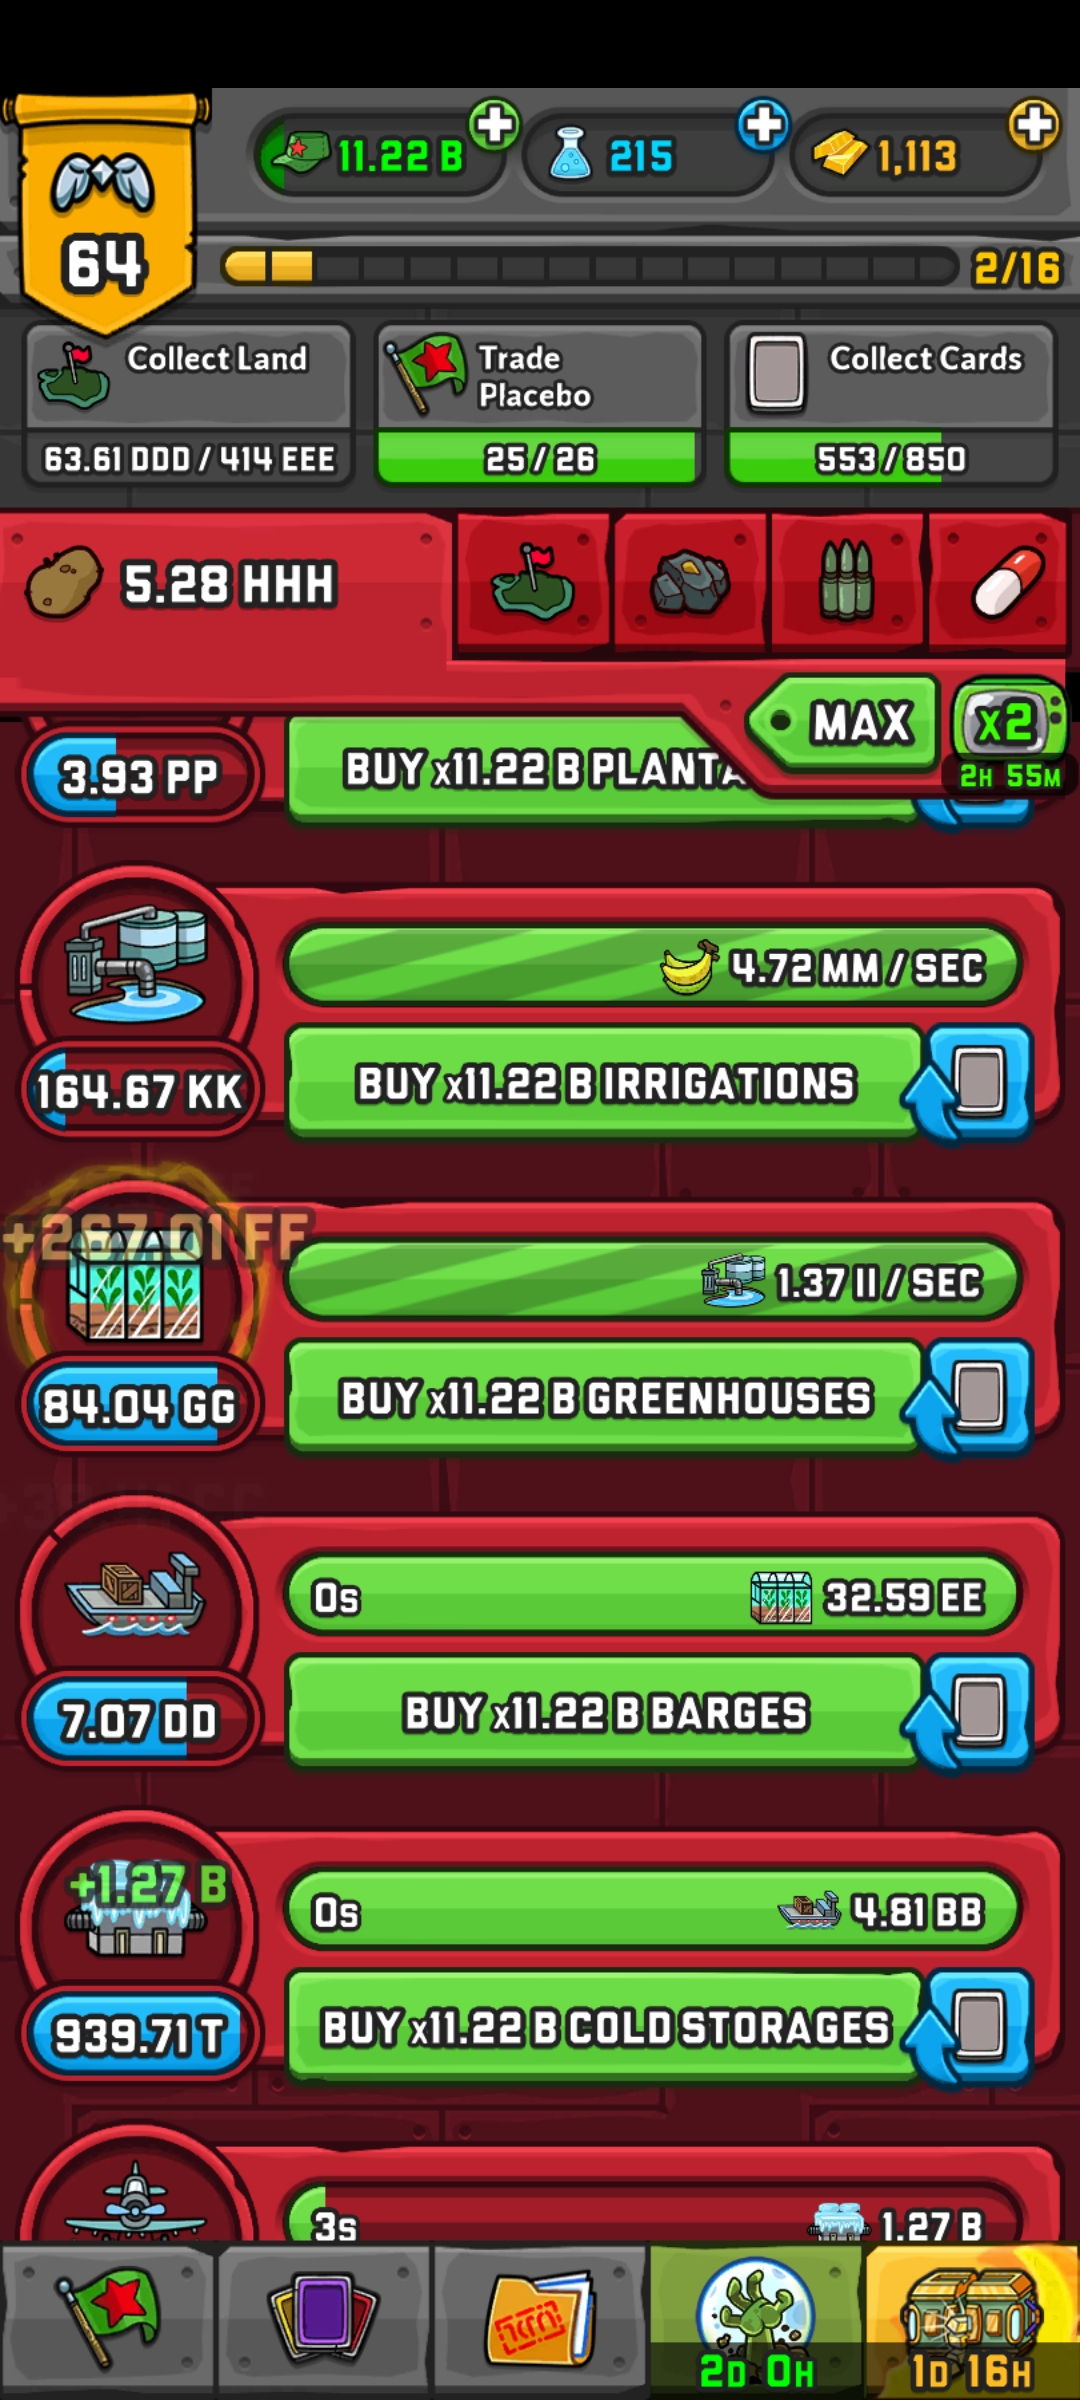 11.22 B
215
1,113
64
2/16
Collect Land
63.61 DDD / 414 EEE
Trade
Placebo
25 / 26
Collect Cards
553 / 850
5.28 HHH
MAX
x2
2H 55M
3.93 PP
BUY x11.22 B PLANTA
4.72 MM / SEC
164.67 KK
BUY x11.22 B IRRIGATIONS
+267.01 FF
1.37 II / SEC
84.04 GG
BUY x11.22 B GREENHOUSES
0s
32.59 EE
7.07 DD
BUY x11.22 B BARGES
+1.27 B
0s
4.81 BB
939.71 T
BUY x11.22 B COLD STORAGES
3s
1.27 B
2D 0H
1D 16H